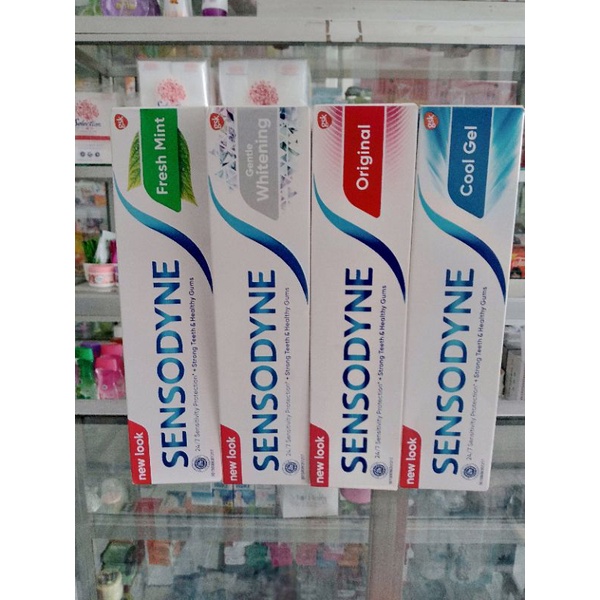 gsk
Fresh Mint
SENSODYNE
24/7 Sensitivity Protection* • Strong Teeth & Healthy Gums
new look
gsk
Gentle
Whitening
SENSODYNE
24/7 Sensitivity Protection* • Strong Teeth & Healthy Gums
new look
gsk
Original
SENSODYNE
24/7 Sensitivity Protection* • Strong Teeth & Healthy Gums
new look
gsk
Cool Gel
SENSODYNE
24/7 Sensitivity Protection* • Strong Teeth & Healthy Gums
new look